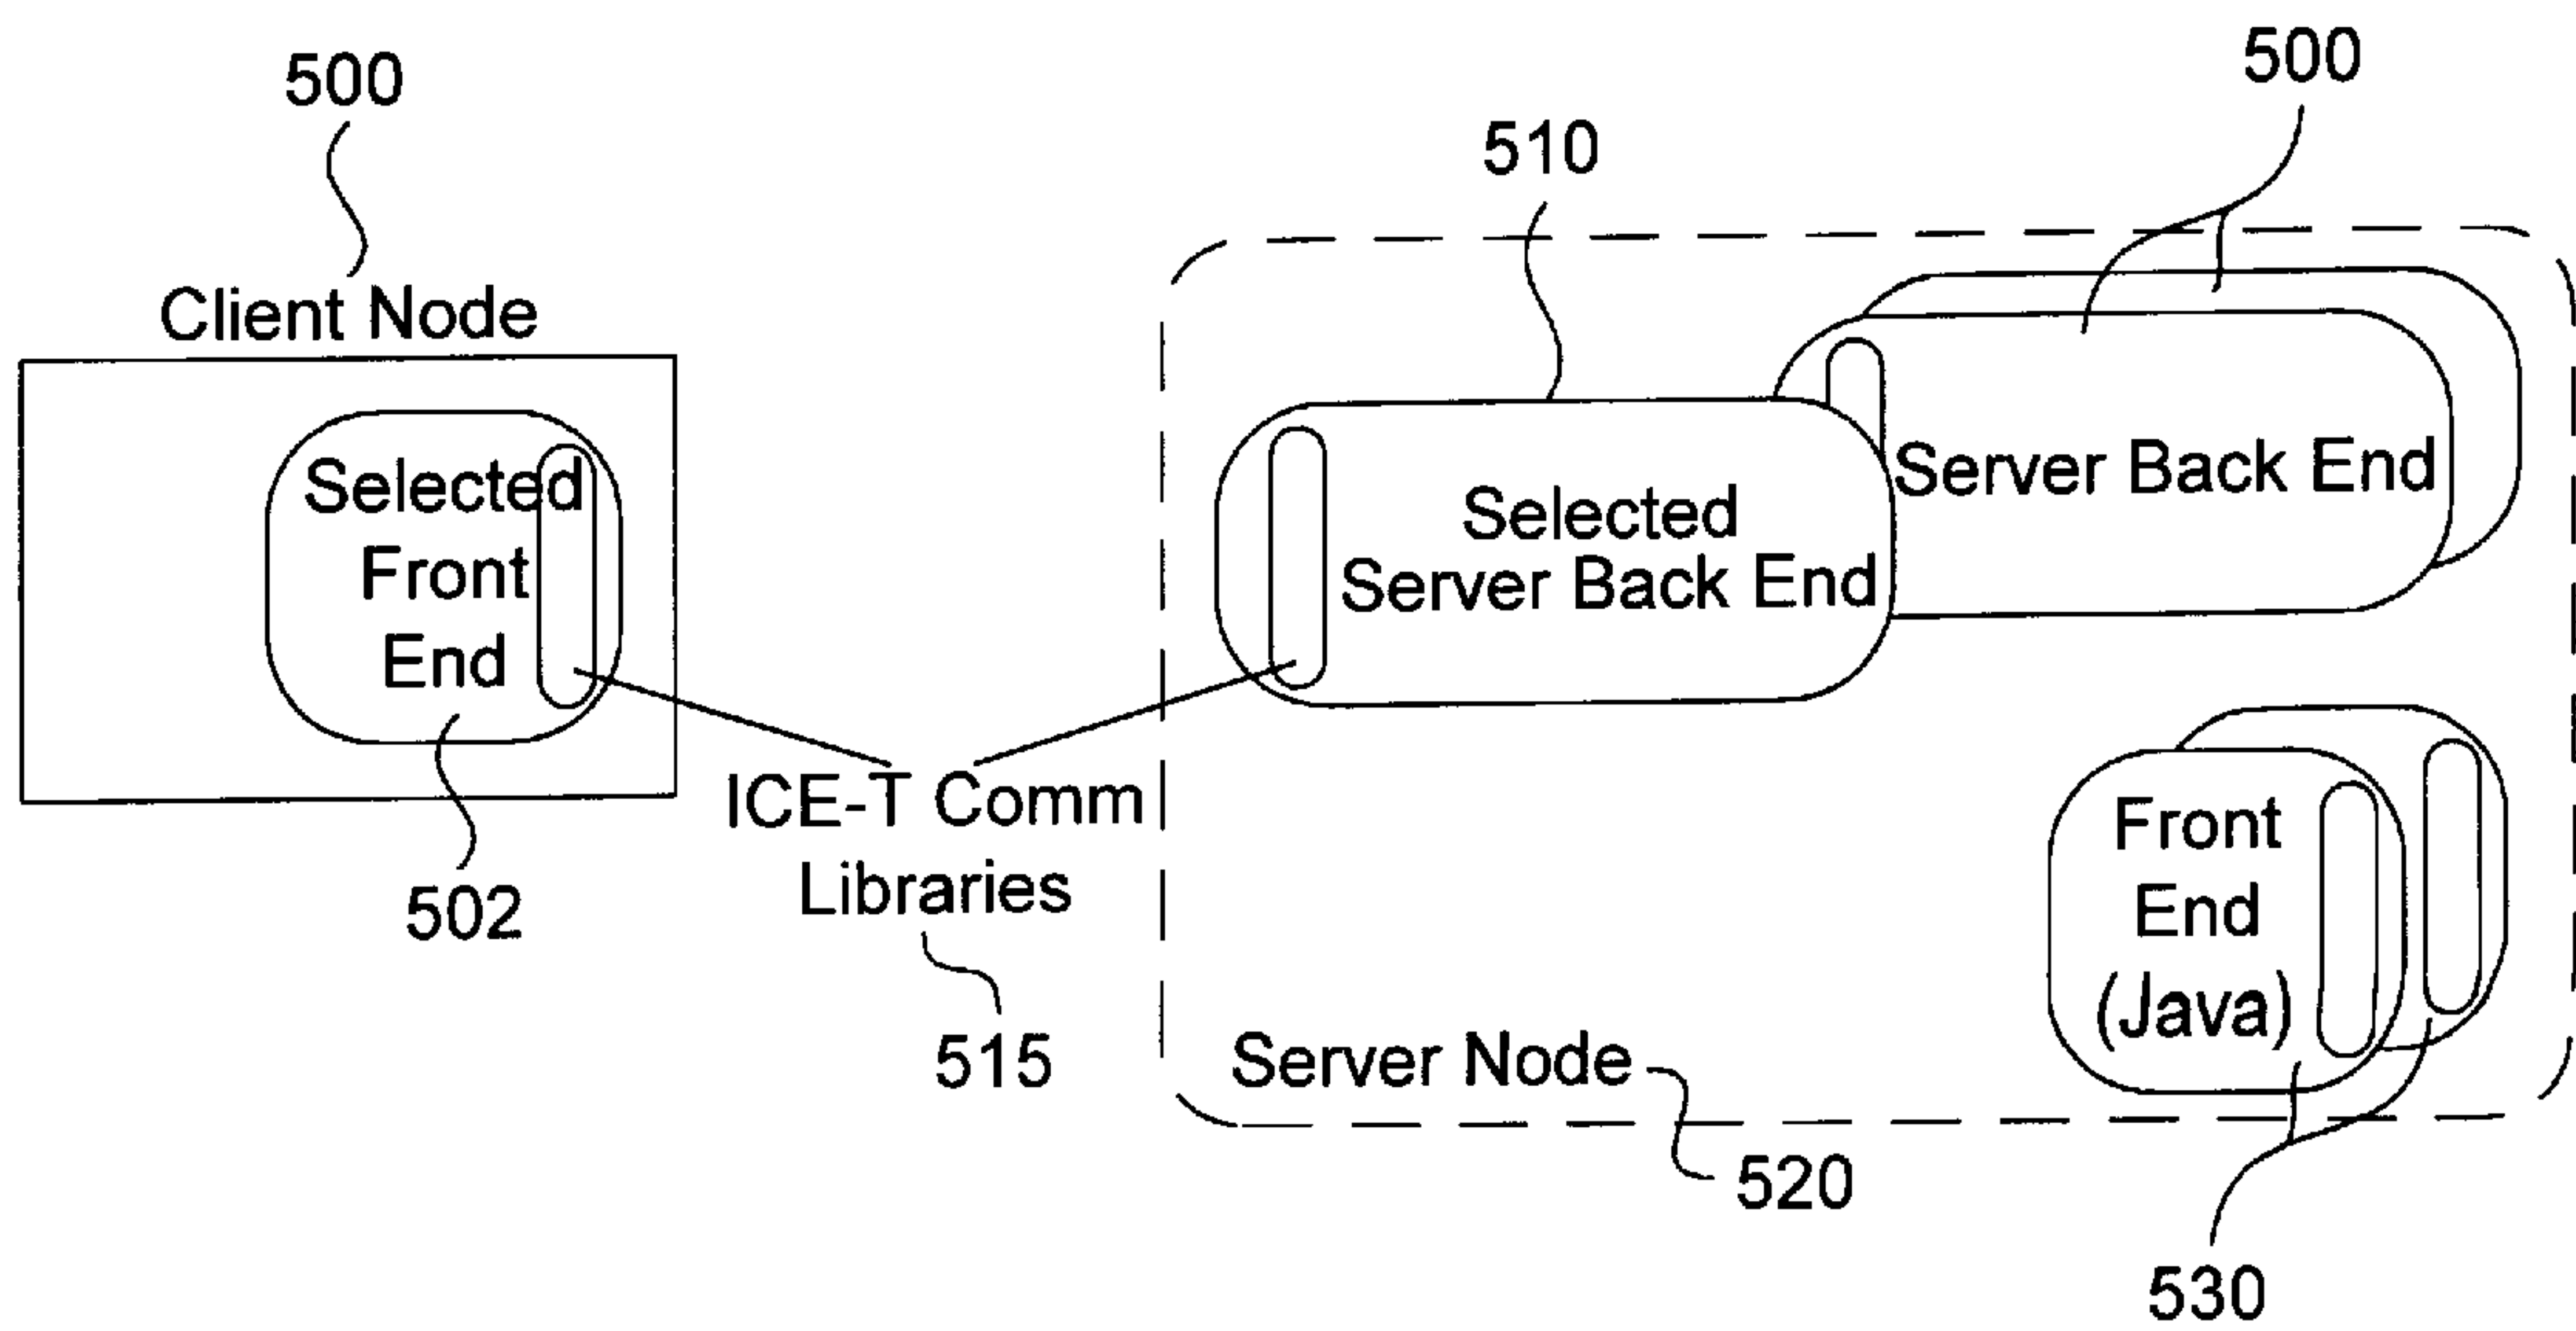 500
500
510
Client Node
Selected
Front
End
Selected
Server Back End
Server Back End
ICE-T Comm
Libraries
502
515
Front
End
(Java)
Server Node
520
530